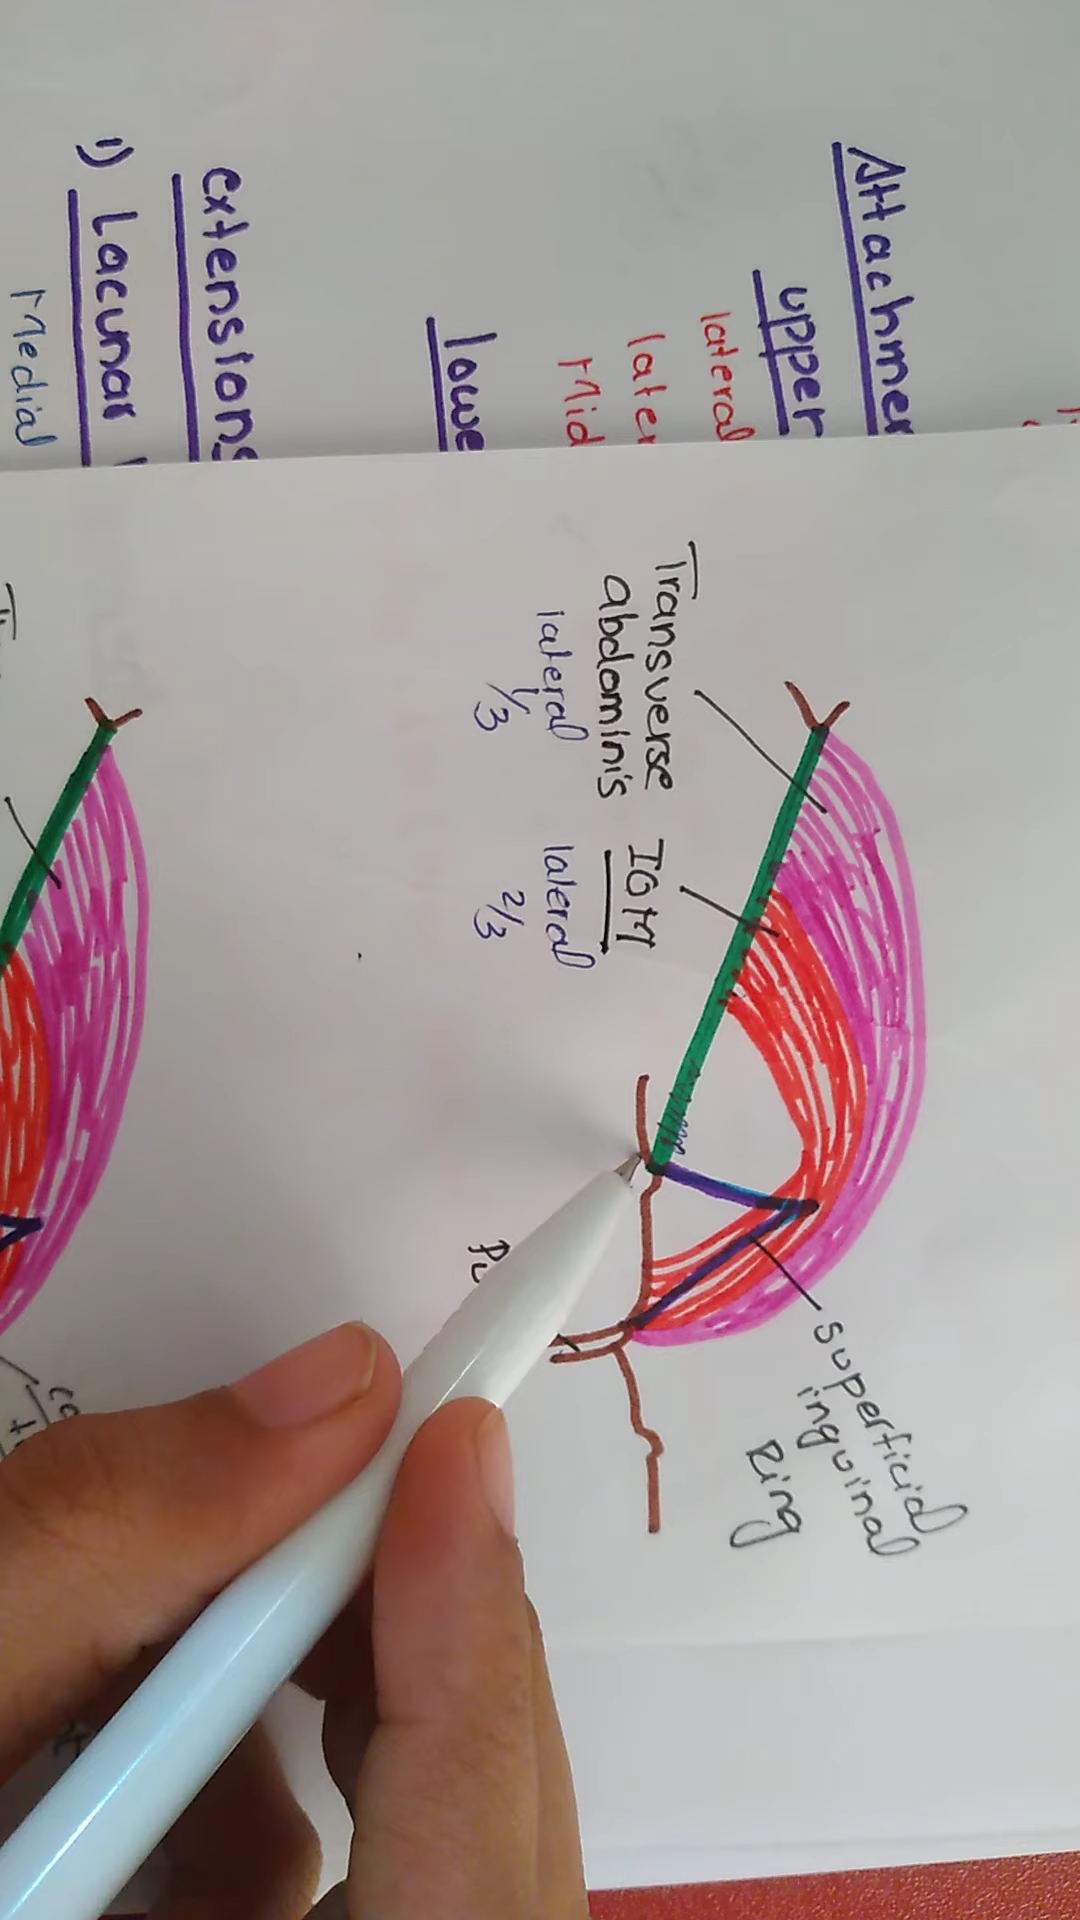 Attachmen
upper
lateral
later
Mid
lowe
extensions
1) Lacunar
Medial
Transverse
abdominis
lateral
1/3
IOM
lateral
2/3
superficial
inguinal
Ring